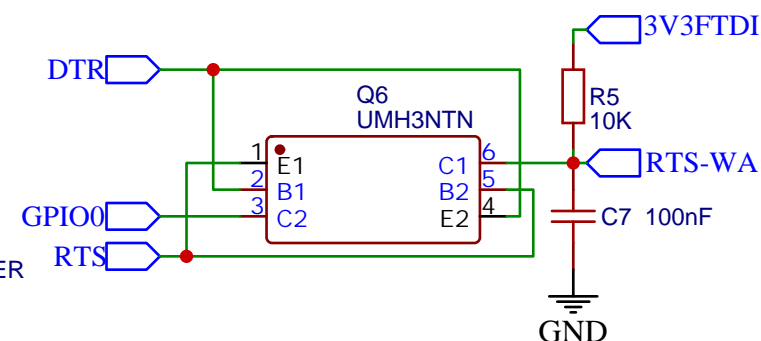 3V3FTDI
DTR
Q6
UMH3NTN
R5
10K
1 E1 C1 6
2 B1 B2 5
3 C2 E2 4
RTS-WA
GPIO0
C7 100nF
RTS
ER
GND